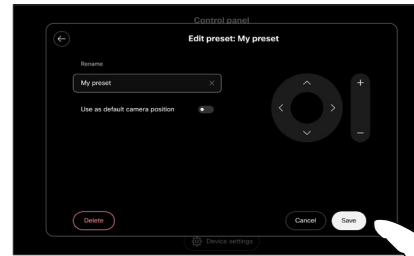 Control panel
Edit preset: My preset
Rename
My preset
Use as default camera position
Delete
Cancel
Save
Device settings